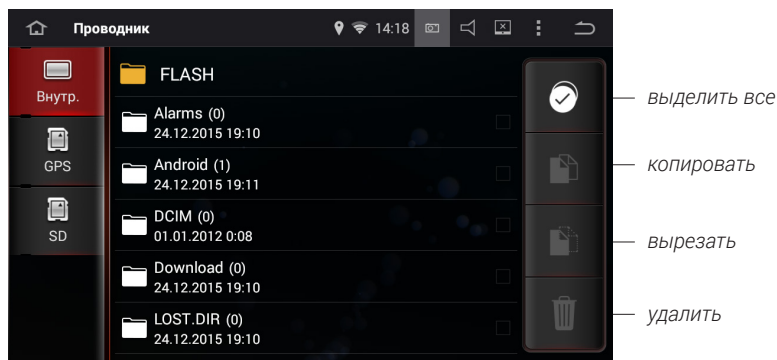 Проводник
14:18
Внутр.
GPS
SD
FLASH
Alarms (0)
24.12.2015 19:10
Android (1)
24.12.2015 19:11
DCIM (0)
01.01.2012 0:08
Download (0)
24.12.2015 19:10
LOST.DIR (0)
24.12.2015 19:10
выделить все
копировать
вырезать
удалить